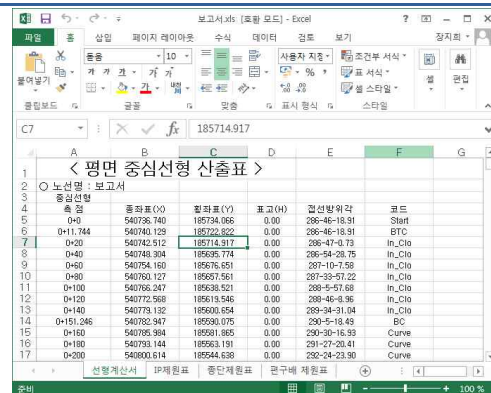 보고서.xls [호환 모드] - Excel
파일 홈 삽입 페이지 레이아웃 수식 데이터 검토 보기 장지희
붙여넣기
돋움 10
가 가 가
사용자 지정
조건부 서식
표 서식
셀 스타일
셀
편집
클립보드 글꼴 맞춤 표시 형식 스타일
C7 fx 185714.917
A B C D E F G
1 < 평면 중심선형 산출표 >
2 ○ 노선명 : 보고서
3 중심선형
4 측 점 종좌표(X) 횡좌표(Y) 표고(H) 접선방위각 코드
5 0+0 540736.740 185734.066 0.00 286-46-18.91 Start
6 0+11.744 540740.129 185722.822 0.00 286-46-18.91 BTC
7 0+20 540742.512 185714.917 0.00 286-47-0.73 In_Clo
8 0+40 540748.304 185695.774 0.00 286-54-28.75 In_Clo
9 0+60 540754.160 185676.651 0.00 287-10-7.58 In_Clo
10 0+80 540760.127 185657.561 0.00 287-33-57.22 In_Clo
11 0+100 540766.247 185638.521 0.00 288-5-57.68 In_Clo
12 0+120 540772.568 185619.546 0.00 288-46-8.96 In_Clo
13 0+140 540779.132 185600.654 0.00 289-34-31.04 In_Clo
14 0+151.246 540782.947 185590.075 0.00 290-5-18.49 BC
15 0+160 540785.984 185581.865 0.00 290-30-16.93 Curve
16 0+180 540793.144 185563.191 0.00 291-27-20.41 Curve
17 0+200 540800.614 185544.638 0.00 292-24-23.90 Curve
선형계산서 IP제원표 종단제원표 편구배 제원표
준비 100 %